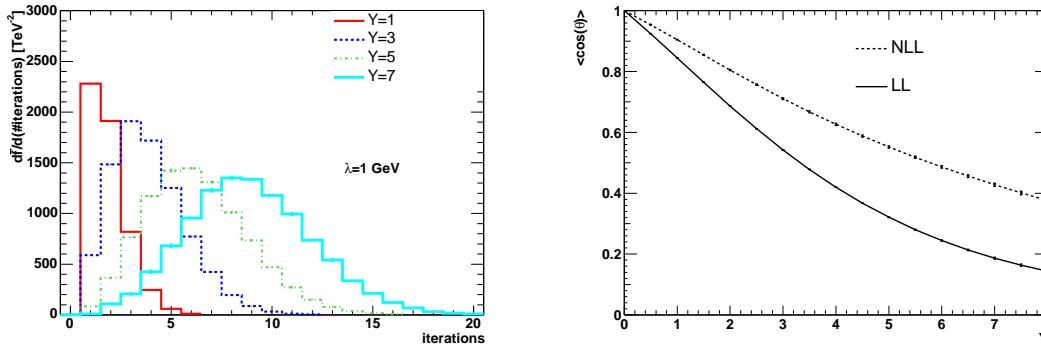 df̄/d(#iterations) [TeV⁻²]
3000
2500
2000
1500
1000
500
0
0 5 10 15 20
iterations
Y=1
Y=3
Y=5
Y=7
λ=1 GeV
<cos(θ)>
1
0.8
0.6
0.4
0.2
0
0 1 2 3 4 5 6 7
NLL
LL